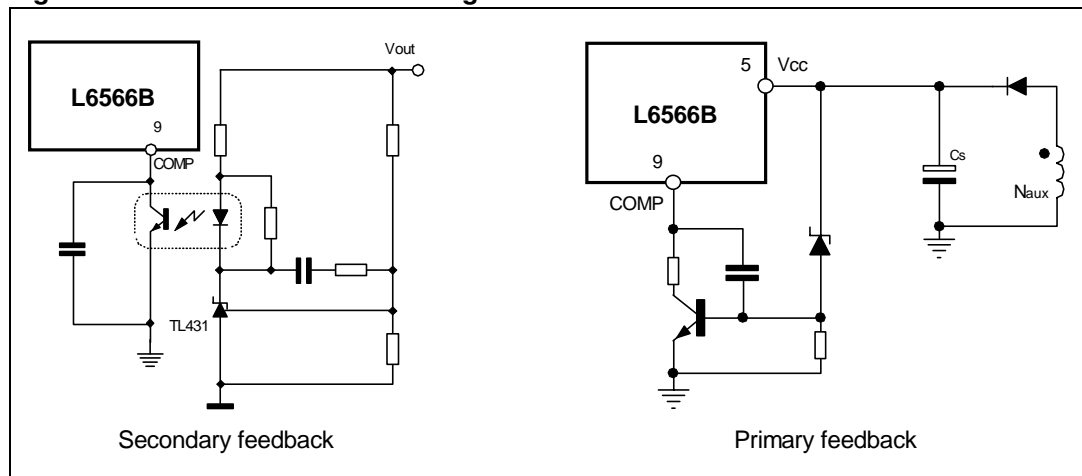 Vout
L6566B
9
COMP
TL431
Secondary feedback
5
Vcc
L6566B
9
COMP
Cs
Naux
Primary feedback